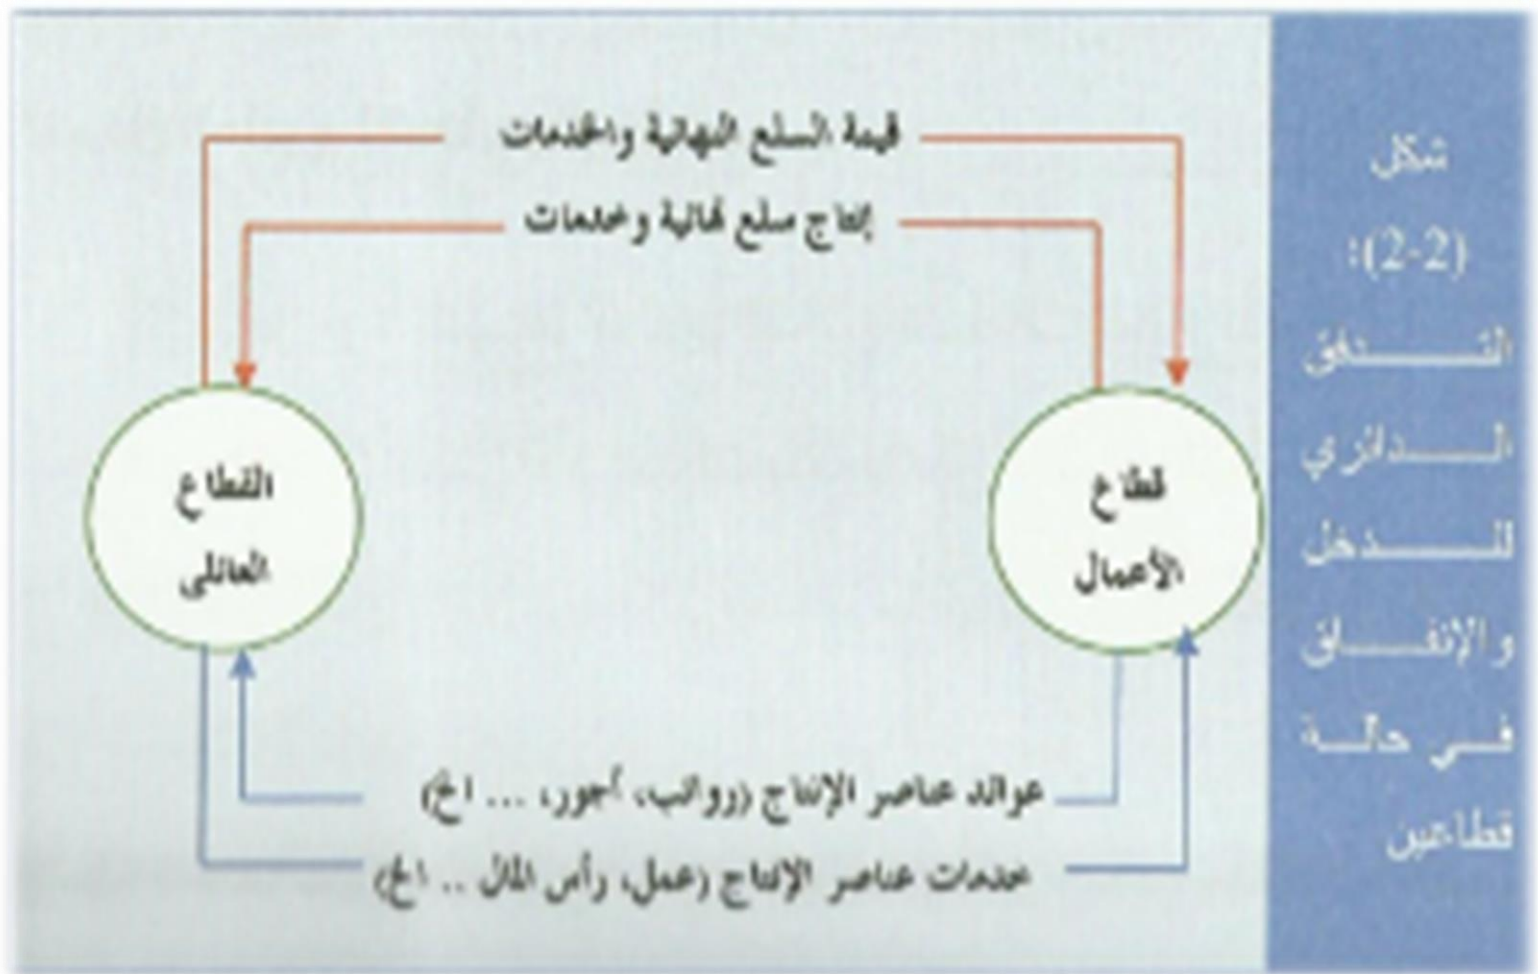 شكل
(2-2):
التدفق
الدائري
للدخل
والإنفاق
في حالة
قطاعين
قيمة السلع النهائية والخدمات
إنتاج سلع نهائية وخدمات
قطاع
الأعمال
القطاع
العائلي
عوائد عناصر الإنتاج (رواتب، أجور، ... الخ)
خدمات عناصر الإنتاج (عمل، رأس المال .. الخ)